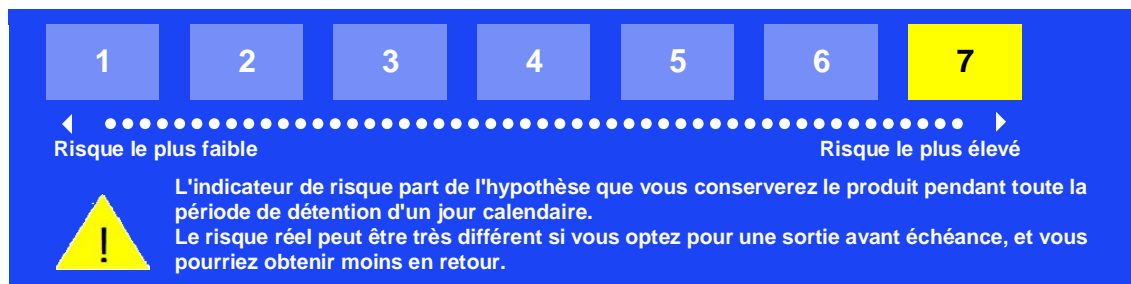 1 2 3 4 5 6 7
Risque le plus faible Risque le plus élevé
L'indicateur de risque part de l'hypothèse que vous conserverez le produit pendant toute la
période de détention d'un jour calendaire.
Le risque réel peut être très différent si vous optez pour une sortie avant échéance, et vous
pourriez obtenir moins en retour.
!